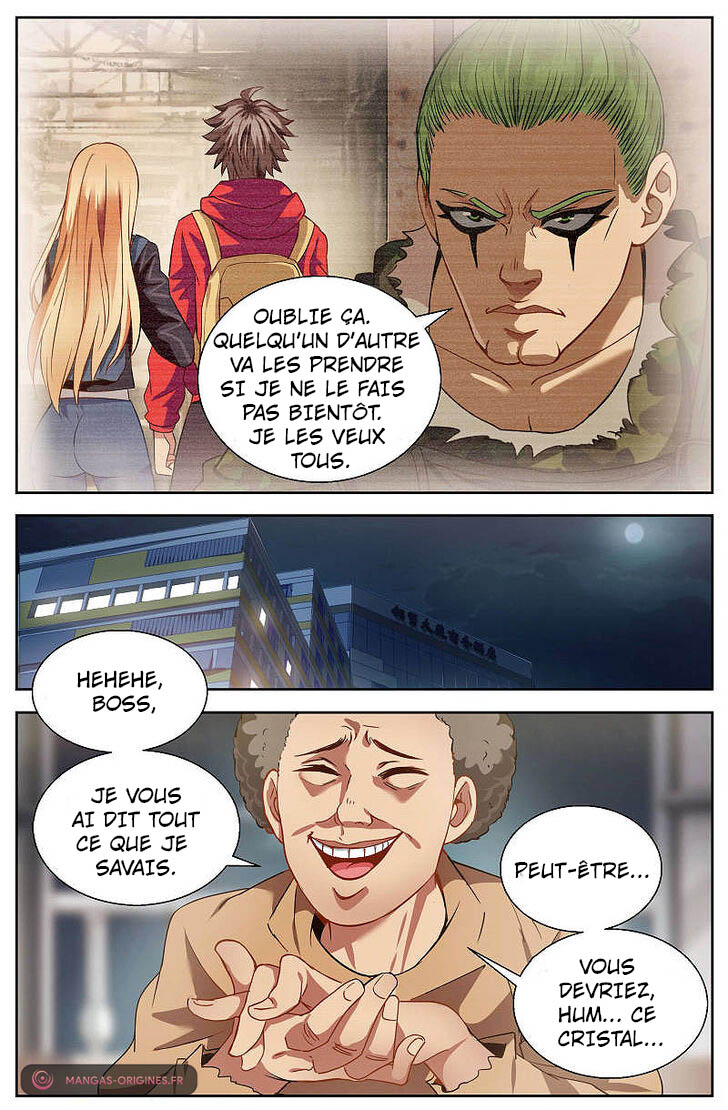 OUBLIE ÇA.
QUELQU'UN D'AUTRE
VA LES PRENDRE
SI JE NE LE FAIS
PAS BIENTÔT.
JE LES VEUX
TOUS.
HEHEHE,
BOSS,
JE VOUS
AI DIT TOUT
CE QUE JE
SAVAIS.
PEUT-ÊTRE...
VOUS
DEVRIEZ,
HUM... CE
CRISTAL...
MANGAS-ORIGINES.FR